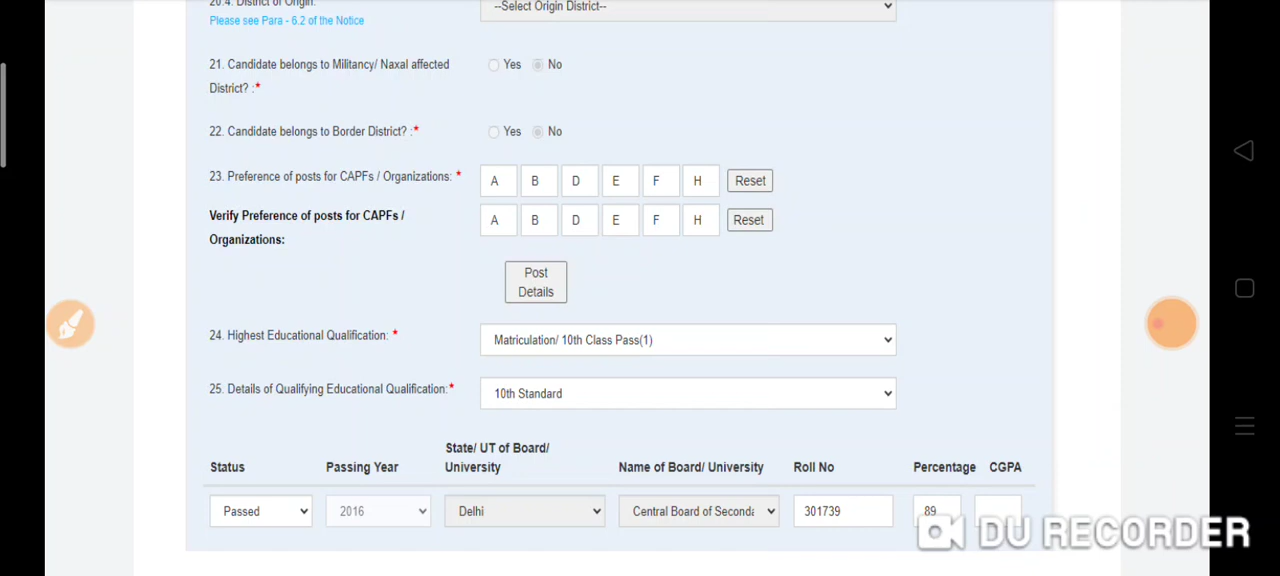 20.4. District of Origin:
--Select Origin District--
Please see Para - 6.2 of the Notice
21. Candidate belongs to Militancy/ Naxal affected
District? :*
Yes No
22. Candidate belongs to Border District? :*
Yes No
23. Preference of posts for CAPFs / Organizations: *
A B D E F H Reset
Verify Preference of posts for CAPFs /
Organizations:
A B D E F H Reset
Post
Details
24. Highest Educational Qualification: *
Matriculation/ 10th Class Pass(1)
25. Details of Qualifying Educational Qualification:*
10th Standard
Status Passing Year State/ UT of Board/
University Name of Board/ University Roll No Percentage CGPA
Passed 2016 Delhi Central Board of Seconda 301739 89
DU RECORDER